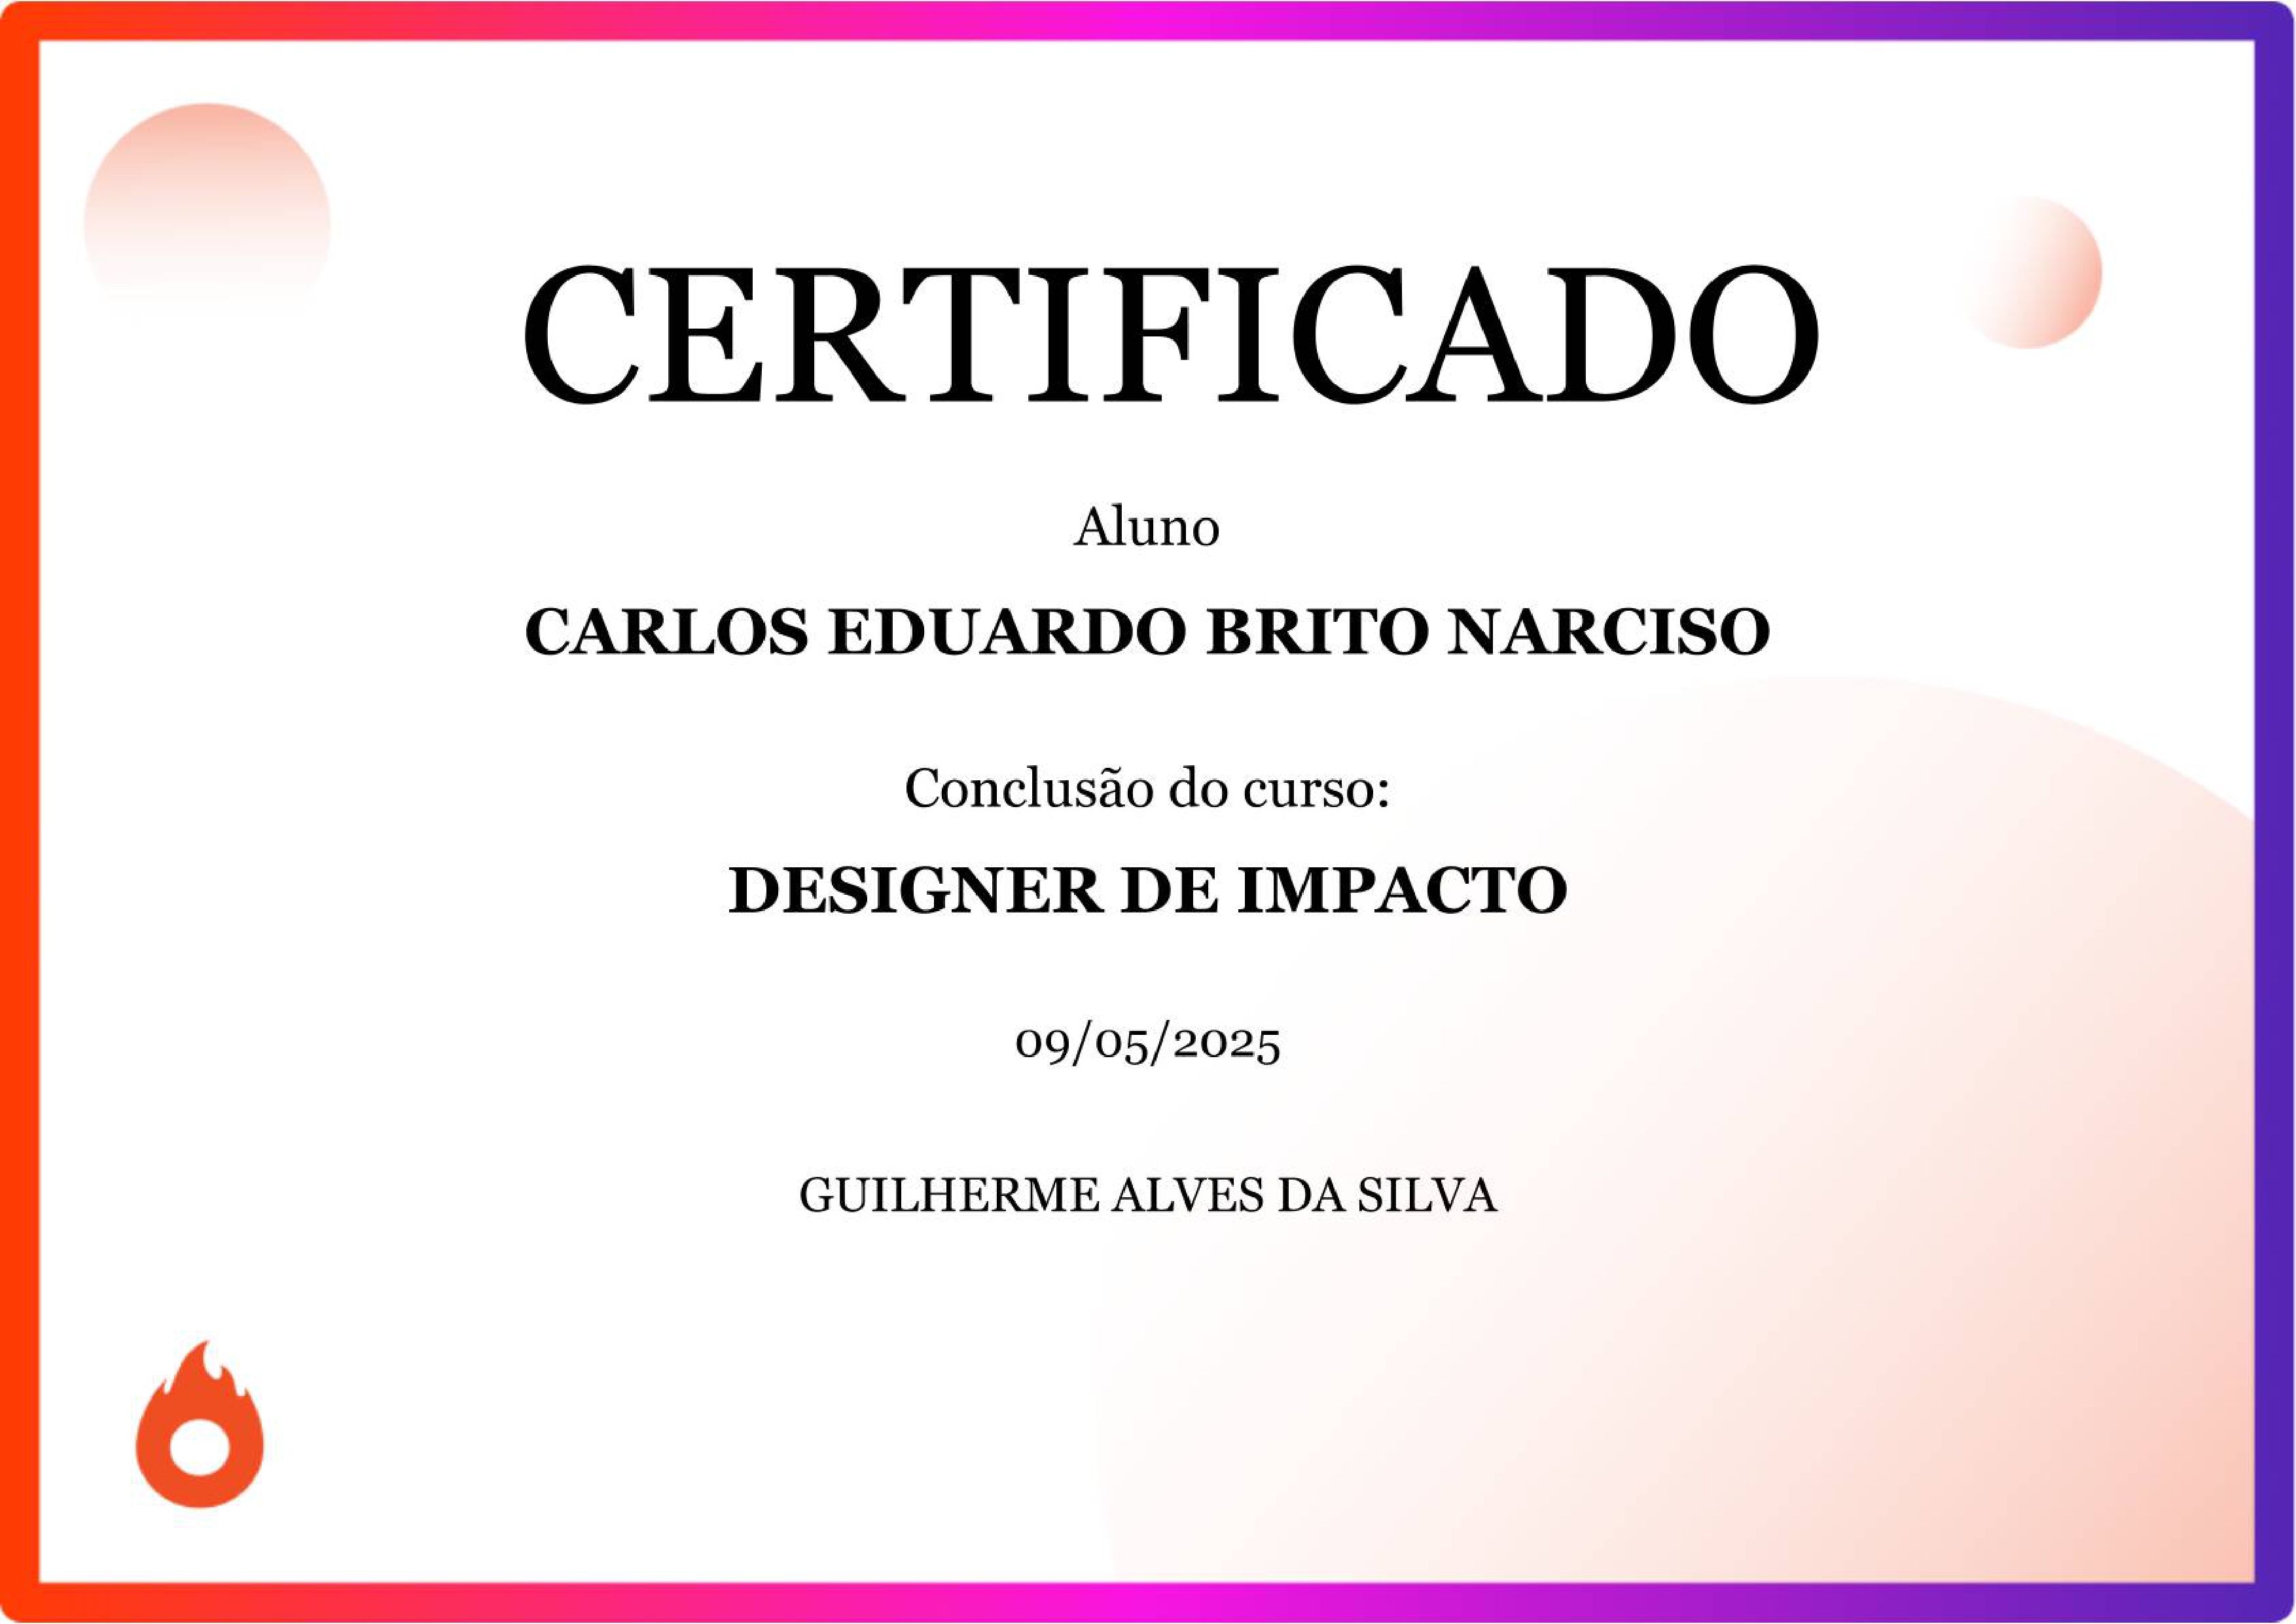 CERTIFICADO
Aluno
CARLOS EDUARDO BRITO NARCISO
Conclusão do curso:
DESIGNER DE IMPACTO
09/05/2025
GUILHERME ALVES DA SILVA